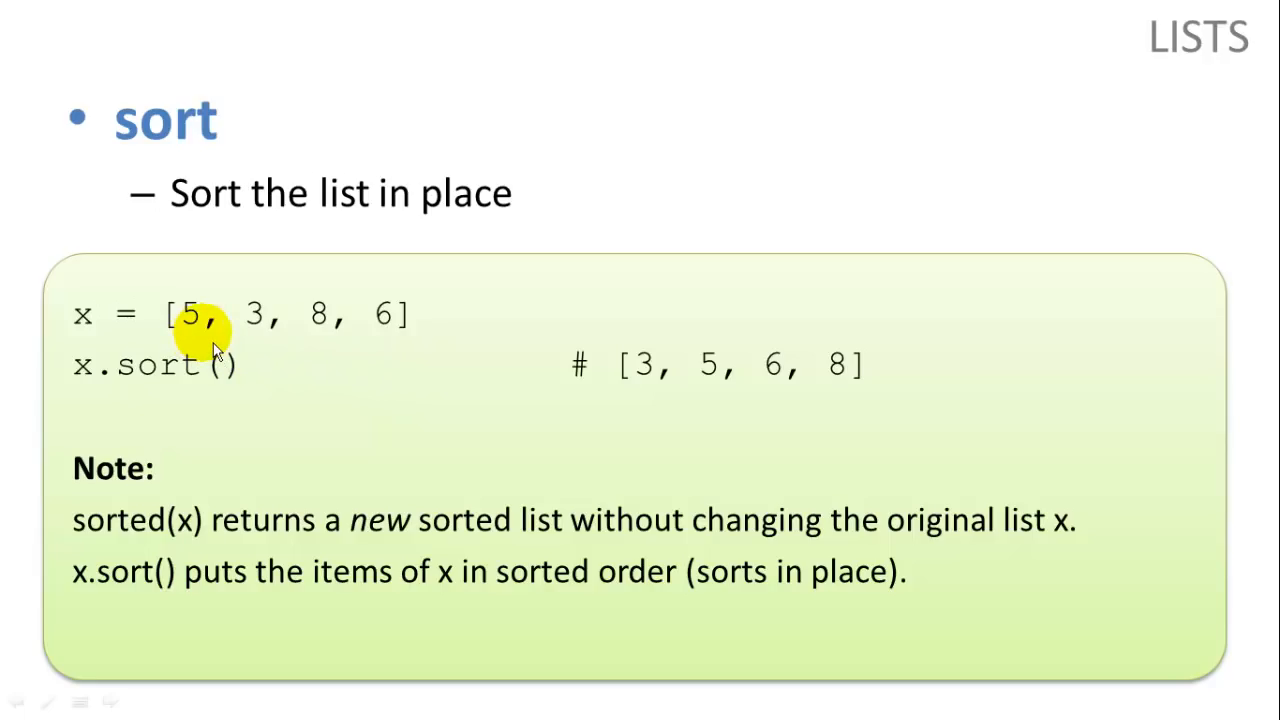 LISTS
• sort
– Sort the list in place
x = [5, 3, 8, 6]
x.sort() # [3, 5, 6, 8]
Note:
sorted(x) returns a new sorted list without changing the original list x.
x.sort() puts the items of x in sorted order (sorts in place).